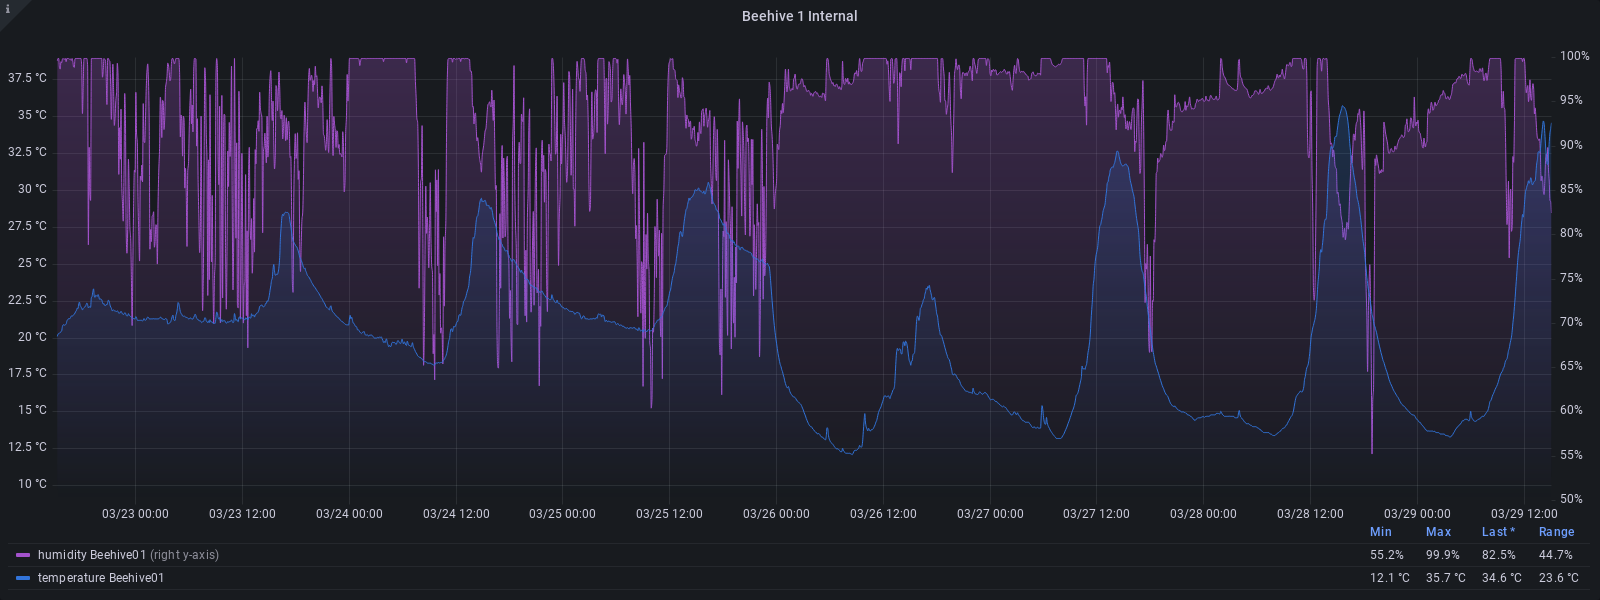 i
Beehive 1 Internal
37.5 °C
35 °C
32.5 °C
30 °C
27.5 °C
25 °C
22.5 °C
20 °C
17.5 °C
15 °C
12.5 °C
10 °C
100%
95%
90%
85%
80%
75%
70%
65%
60%
55%
50%
03/23 00:00 03/23 12:00 03/24 00:00 03/24 12:00 03/25 00:00 03/25 12:00 03/26 00:00 03/26 12:00 03/27 00:00 03/27 12:00 03/28 00:00 03/28 12:00 03/29 00:00 03/29 12:00
Min Max Last * Range
humidity Beehive01 (right y-axis) 55.2% 99.9% 82.5% 44.7%
temperature Beehive01 12.1 °C 35.7 °C 34.6 °C 23.6 °C